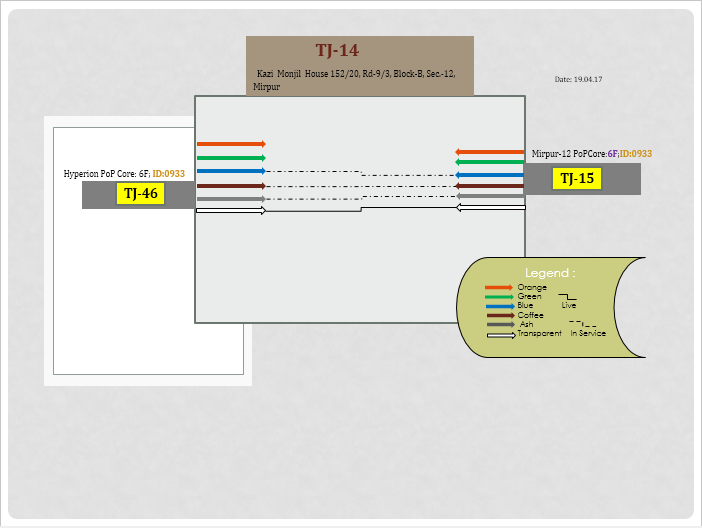 TJ-14
Kazi Monjil House 152/20, Rd-9/3, Block-B, Sec.-12,
Mirpur
Date: 19.04.17
Mirpur-12 PoPCore:6F;ID:0933
Hyperion PoP Core: 6F; ID:0933
TJ-15
TJ-46
Legend :
Orange
Green
Blue Live
Coffee
Ash
Transparent In Service